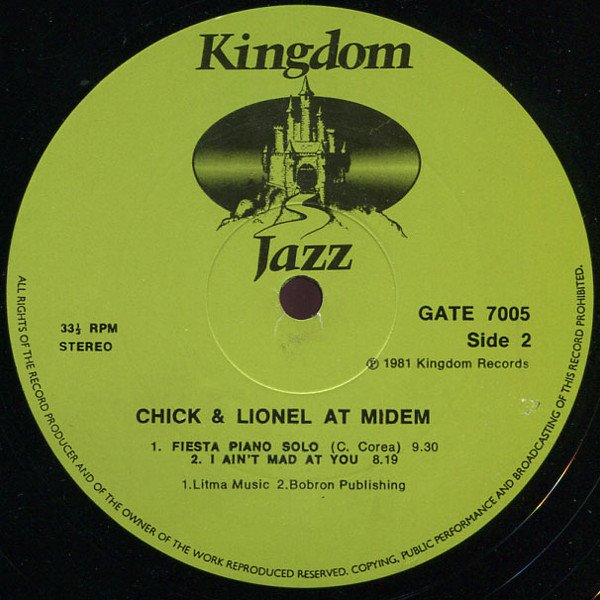 Kingdom
Jazz
33⅓ RPM
STEREO
GATE 7005
Side 2
℗ 1981 Kingdom Records
CHICK & LIONEL AT MIDEM
1. FIESTA PIANO SOLO (C. Corea) 9.30
2. I AIN'T MAD AT YOU 8.19
1.Litma Music 2.Bobron Publishing
ALL RIGHTS OF THE RECORD PRODUCER AND OF THE OWNER OF THE WORK REPRODUCED RESERVED. COPYING, PUBLIC PERFORMANCE AND BROADCASTING OF THIS RECORD PROHIBITED.